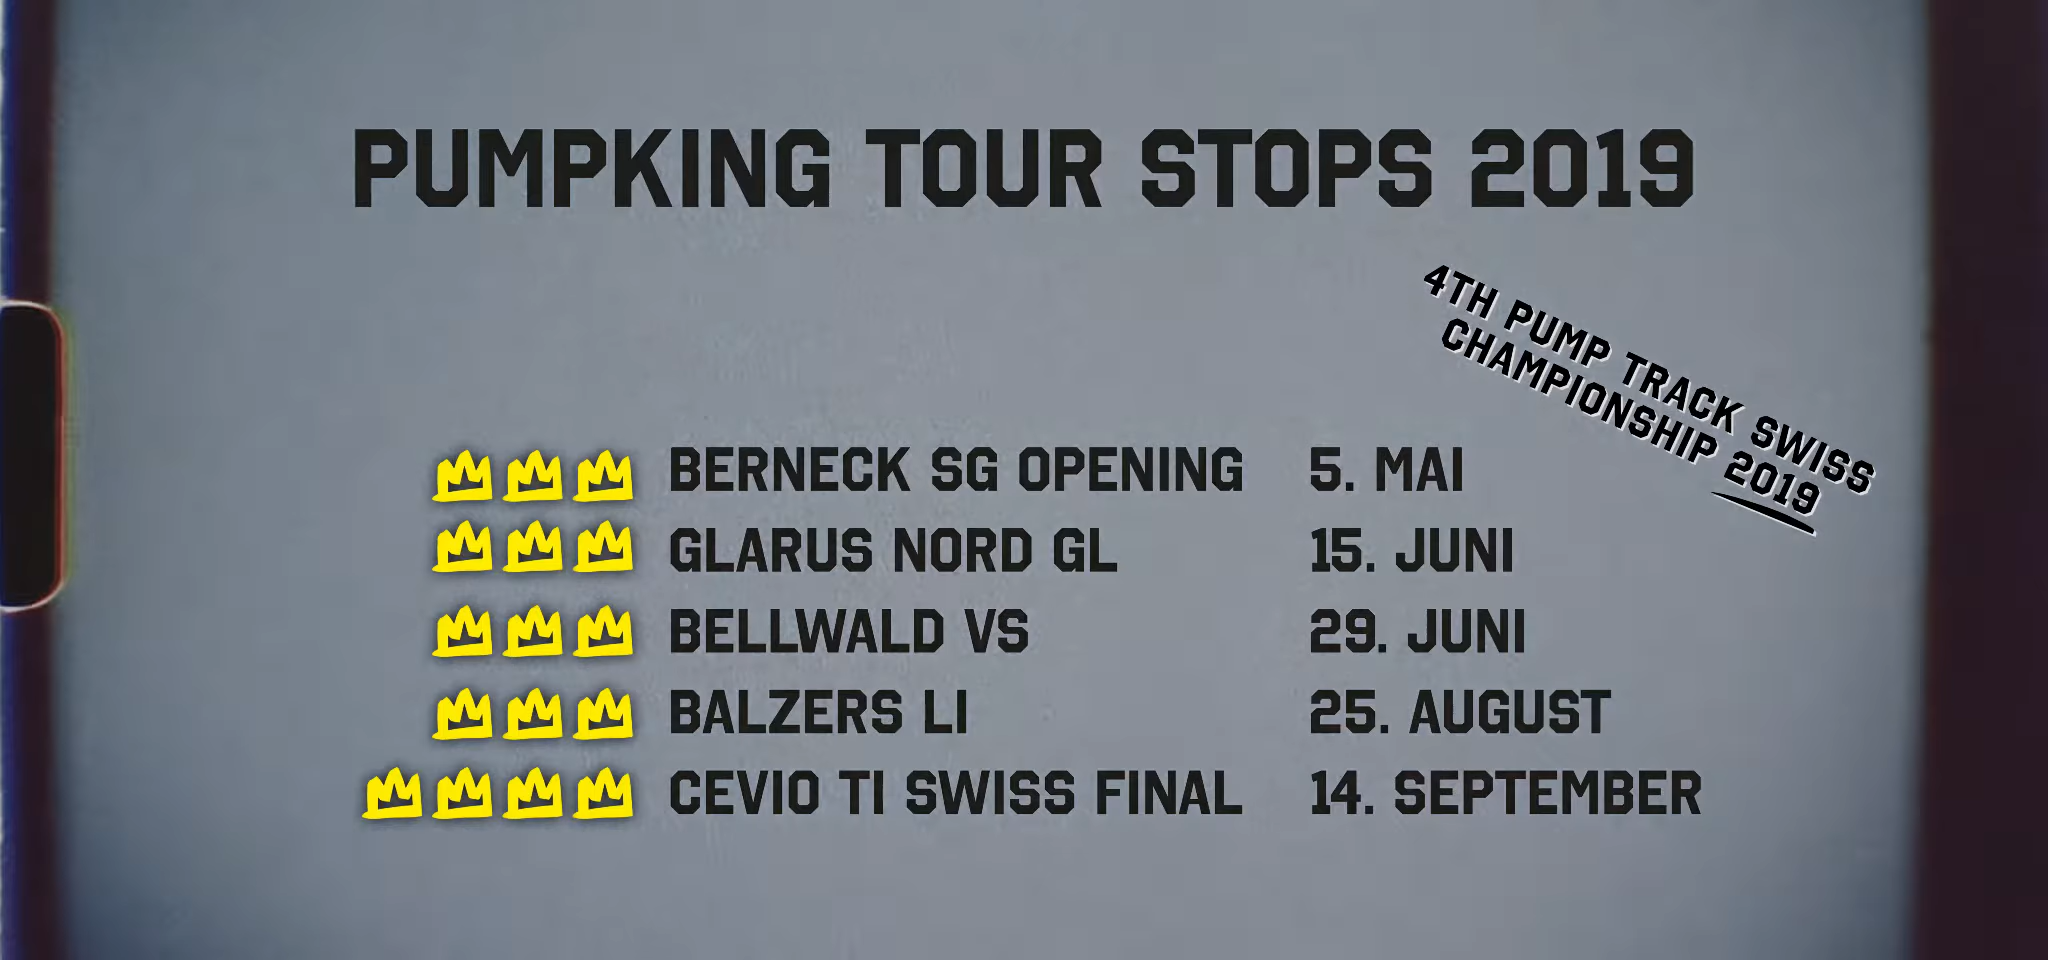 PUMPKING TOUR STOPS 2019
4TH PUMP TRACK SWISS
CHAMPIONSHIP 2019
BERNECK SG OPENING 5. MAI
GLARUS NORD GL 15. JUNI
BELLWALD VS 29. JUNI
BALZERS LI 25. AUGUST
CEVIO TI SWISS FINAL 14. SEPTEMBER